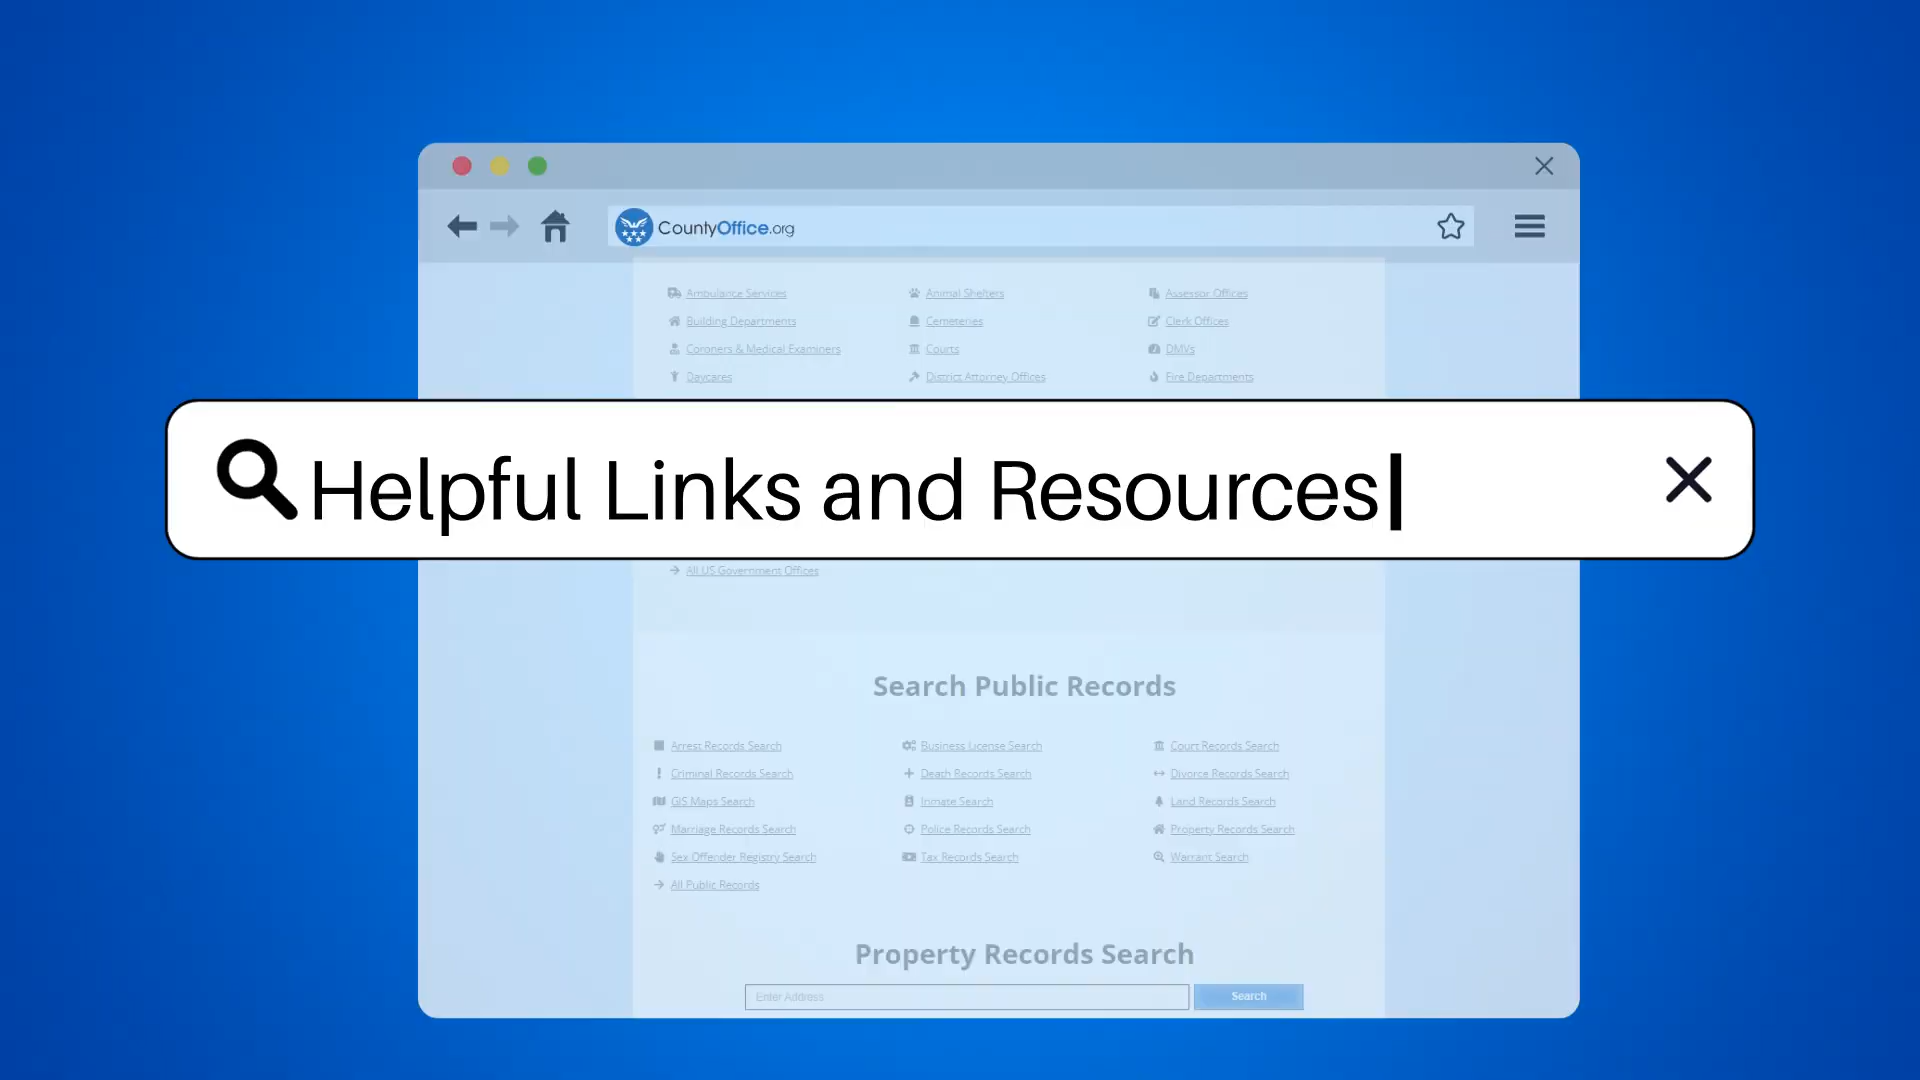 CountyOffice.org
Ambulance Services Animal Shelters Assessor Offices
Building Departments Cemeteries Clerk Offices
Coroners & Medical Examiners Courts DMVs
Daycares District Attorney Offices Fire Departments
Helpful Links and Resources
All US Government Offices
Search Public Records
Arrest Records Search Business License Search Court Records Search
Criminal Records Search Death Records Search Divorce Records Search
GIS Maps Search Inmate Search Land Records Search
Marriage Records Search Police Records Search Property Records Search
Sex Offender Registry Search Tax Records Search Warrant Search
All Public Records
Property Records Search
Enter Address Search